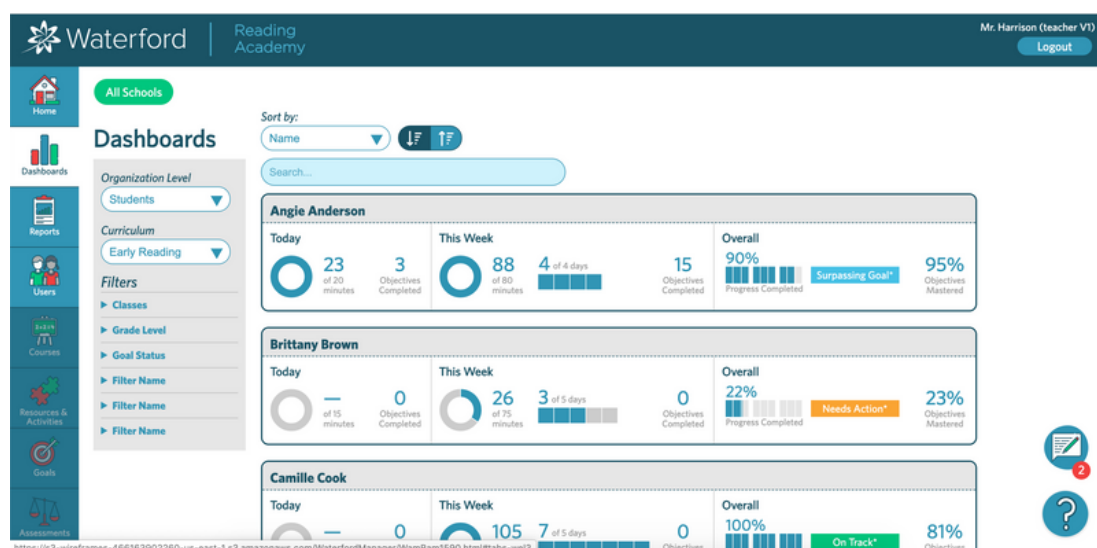 Waterford
Reading
Academy
Mr. Harrison (teacher V1)
Logout
Home
Dashboards
Reports
Users
Courses
Resources &
Activities
Goals
Assessments
All Schools
Dashboards
Organization Level
Students
Curriculum
Early Reading
Filters
Classes
Grade Level
Goal Status
Filter Name
Filter Name
Filter Name
Sort by:
Name
Search...
Angie Anderson
Today
23
of 20
minutes
3
Objectives
Completed
This Week
88
of 80
minutes
4 of 4 days
15
Objectives
Completed
Overall
90%
Progress Completed
Surpassing Goal*
95%
Objectives
Mastered
Brittany Brown
Today
—
of 15
minutes
0
Objectives
Completed
This Week
26
of 75
minutes
3 of 5 days
0
Objectives
Completed
Overall
22%
Progress Completed
Needs Action*
23%
Objectives
Mastered
Camille Cook
Today
—
0
This Week
105
7 of 5 days
0
Objectives
Overall
100%
On Track*
81%
Objectives
2
?